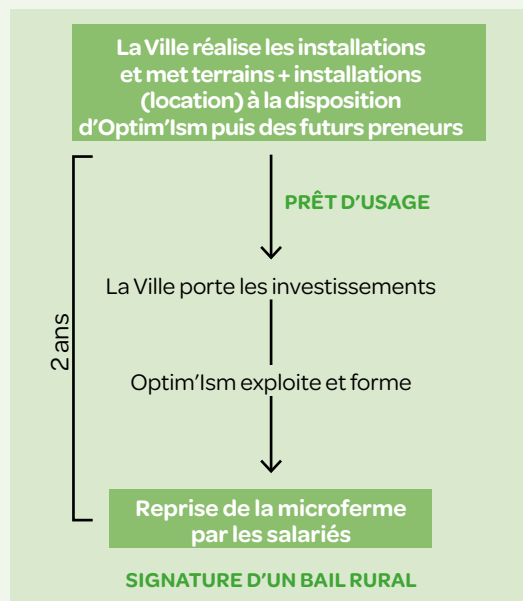 La Ville réalise les installations
et met terrains + installations
(location) à la disposition
d'Optim'Ism puis des futurs preneurs
PRÊT D'USAGE
La Ville porte les investissements
2 ans
Optim'Ism exploite et forme
Reprise de la microferme
par les salariés
SIGNATURE D'UN BAIL RURAL